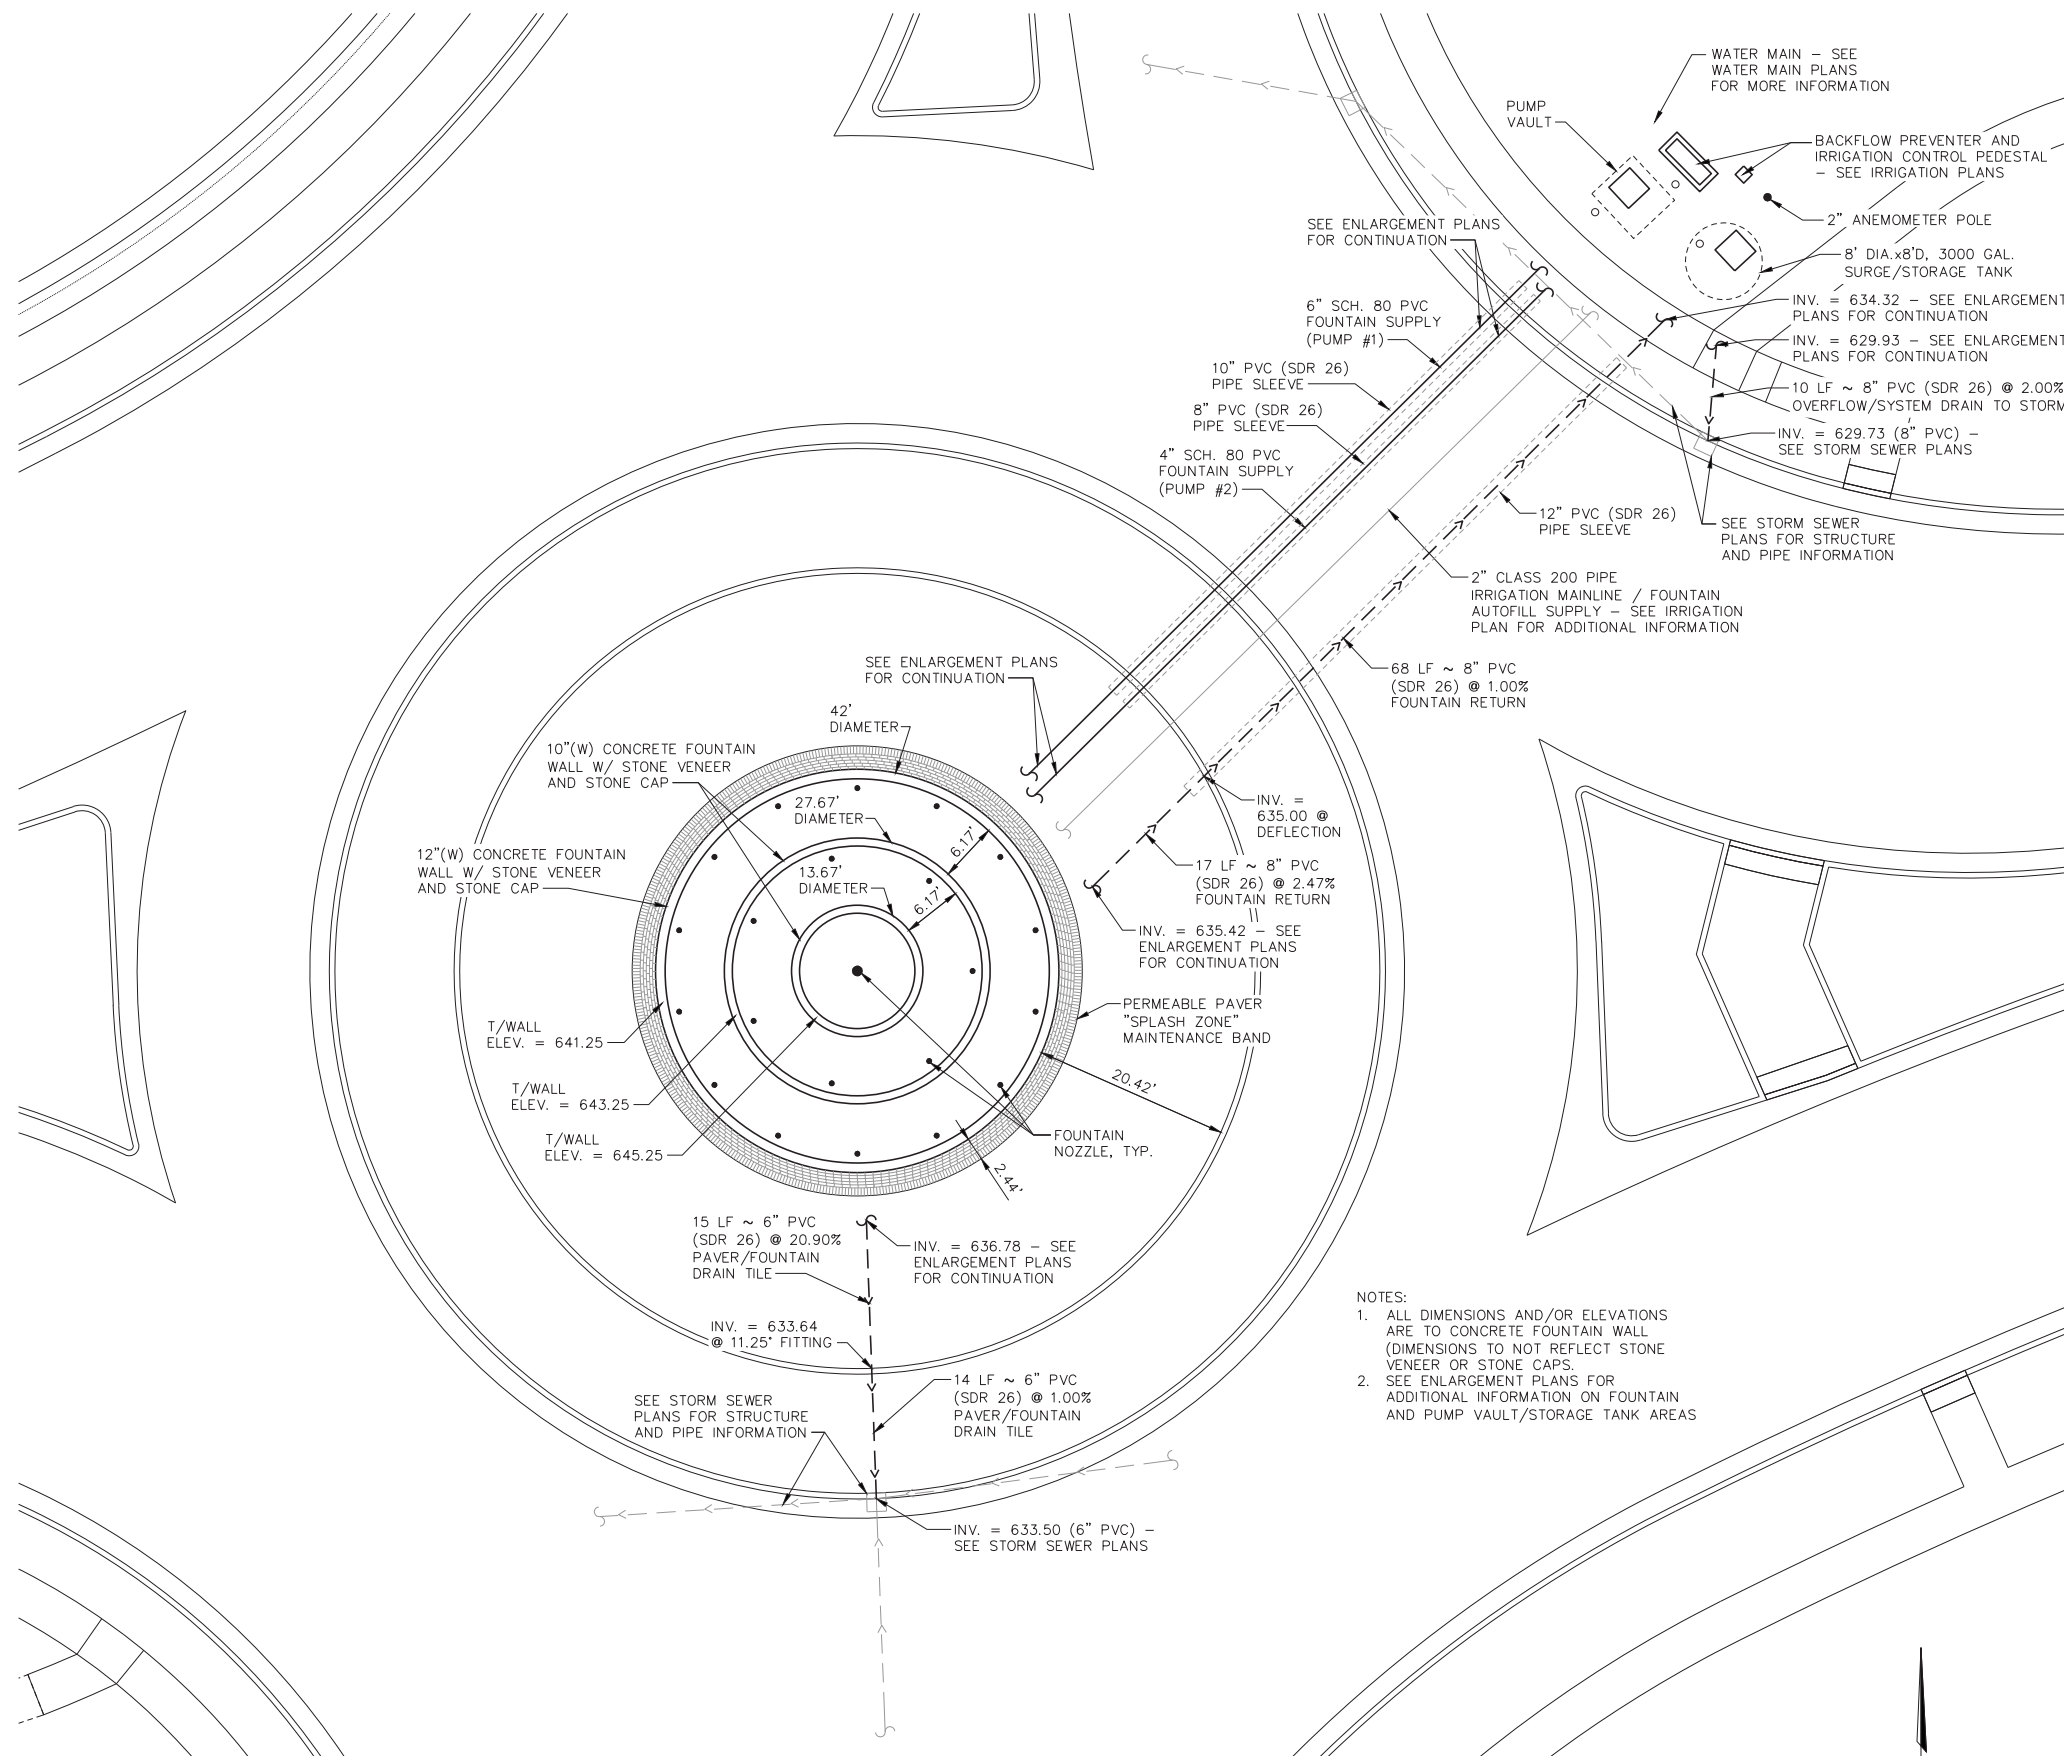 WATER MAIN – SEE
WATER MAIN PLANS
FOR MORE INFORMATION
PUMP
VAULT
BACKFLOW PREVENTER AND
IRRIGATION CONTROL PEDESTAL
– SEE IRRIGATION PLANS
2" ANEMOMETER POLE
SEE ENLARGEMENT PLANS
FOR CONTINUATION
8' DIA.x8'D, 3000 GAL.
SURGE/STORAGE TANK
INV. = 634.32 – SEE ENLARGEMENT
PLANS FOR CONTINUATION
6" SCH. 80 PVC
FOUNTAIN SUPPLY
(PUMP #1)
INV. = 629.93 – SEE ENLARGEMENT
PLANS FOR CONTINUATION
10" PVC (SDR 26)
PIPE SLEEVE
10 LF ~ 8" PVC (SDR 26) @ 2.00%
OVERFLOW/SYSTEM DRAIN TO STORM
8" PVC (SDR 26)
PIPE SLEEVE
INV. = 629.73 (8" PVC) –
SEE STORM SEWER PLANS
4" SCH. 80 PVC
FOUNTAIN SUPPLY
(PUMP #2)
12" PVC (SDR 26)
PIPE SLEEVE
SEE STORM SEWER
PLANS FOR STRUCTURE
AND PIPE INFORMATION
2" CLASS 200 PIPE
IRRIGATION MAINLINE / FOUNTAIN
AUTOFILL SUPPLY – SEE IRRIGATION
PLAN FOR ADDITIONAL INFORMATION
SEE ENLARGEMENT PLANS
FOR CONTINUATION
68 LF ~ 8" PVC
(SDR 26) @ 1.00%
FOUNTAIN RETURN
42'
DIAMETER
10"(W) CONCRETE FOUNTAIN
WALL W/ STONE VENEER
AND STONE CAP
27.67'
DIAMETER
6.17'
INV. =
635.00 @
DEFLECTION
12"(W) CONCRETE FOUNTAIN
WALL W/ STONE VENEER
AND STONE CAP
13.67'
DIAMETER
6.17'
17 LF ~ 8" PVC
(SDR 26) @ 2.47%
FOUNTAIN RETURN
INV. = 635.42 – SEE
ENLARGEMENT PLANS
FOR CONTINUATION
PERMEABLE PAVER
"SPLASH ZONE"
MAINTENANCE BAND
T/WALL
ELEV. = 641.25
20.42'
T/WALL
ELEV. = 643.25
T/WALL
ELEV. = 645.25
FOUNTAIN
NOZZLE, TYP.
2.44'
15 LF ~ 6" PVC
(SDR 26) @ 20.90%
PAVER/FOUNTAIN
DRAIN TILE
INV. = 636.78 – SEE
ENLARGEMENT PLANS
FOR CONTINUATION
INV. = 633.64
@ 11.25° FITTING
14 LF ~ 6" PVC
(SDR 26) @ 1.00%
PAVER/FOUNTAIN
DRAIN TILE
SEE STORM SEWER
PLANS FOR STRUCTURE
AND PIPE INFORMATION
INV. = 633.50 (6" PVC) –
SEE STORM SEWER PLANS
NOTES:
1. ALL DIMENSIONS AND/OR ELEVATIONS
ARE TO CONCRETE FOUNTAIN WALL
(DIMENSIONS TO NOT REFLECT STONE
VENEER OR STONE CAPS.
2. SEE ENLARGEMENT PLANS FOR
ADDITIONAL INFORMATION ON FOUNTAIN
AND PUMP VAULT/STORAGE TANK AREAS